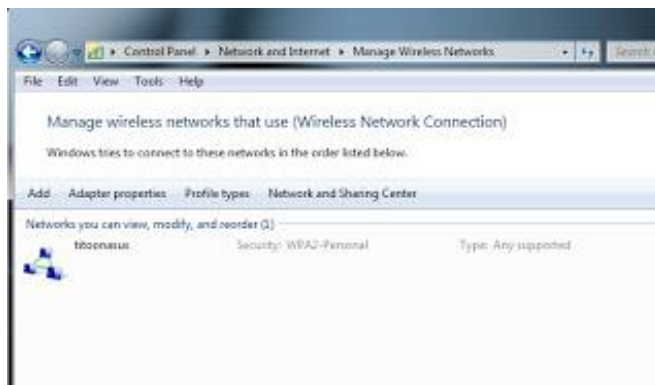 Control Panel ▸ Network and Internet ▸ Manage Wireless Networks Search
File Edit View Tools Help
Manage wireless networks that use (Wireless Network Connection)
Windows tries to connect to these networks in the order listed below.
Add Adapter properties Profile types Network and Sharing Center
Networks you can view, modify, and reorder (1)
titoonasus Security: WPA2-Personal Type: Any supported